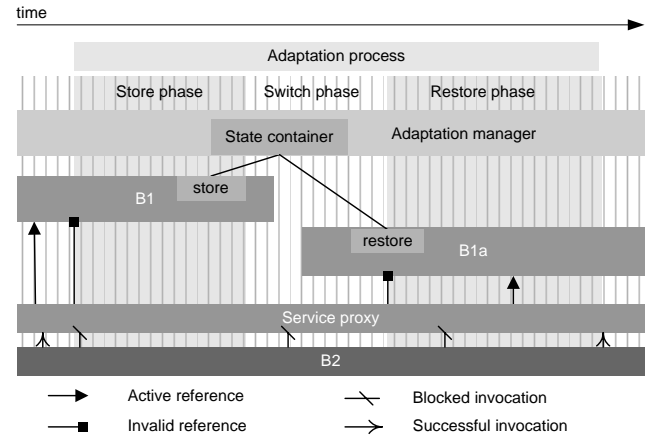 time
Adaptation process
Store phase Switch phase Restore phase
State container Adaptation manager
store
B1
restore
B1a
Service proxy
B2
Active reference Blocked invocation
Invalid reference Successful invocation